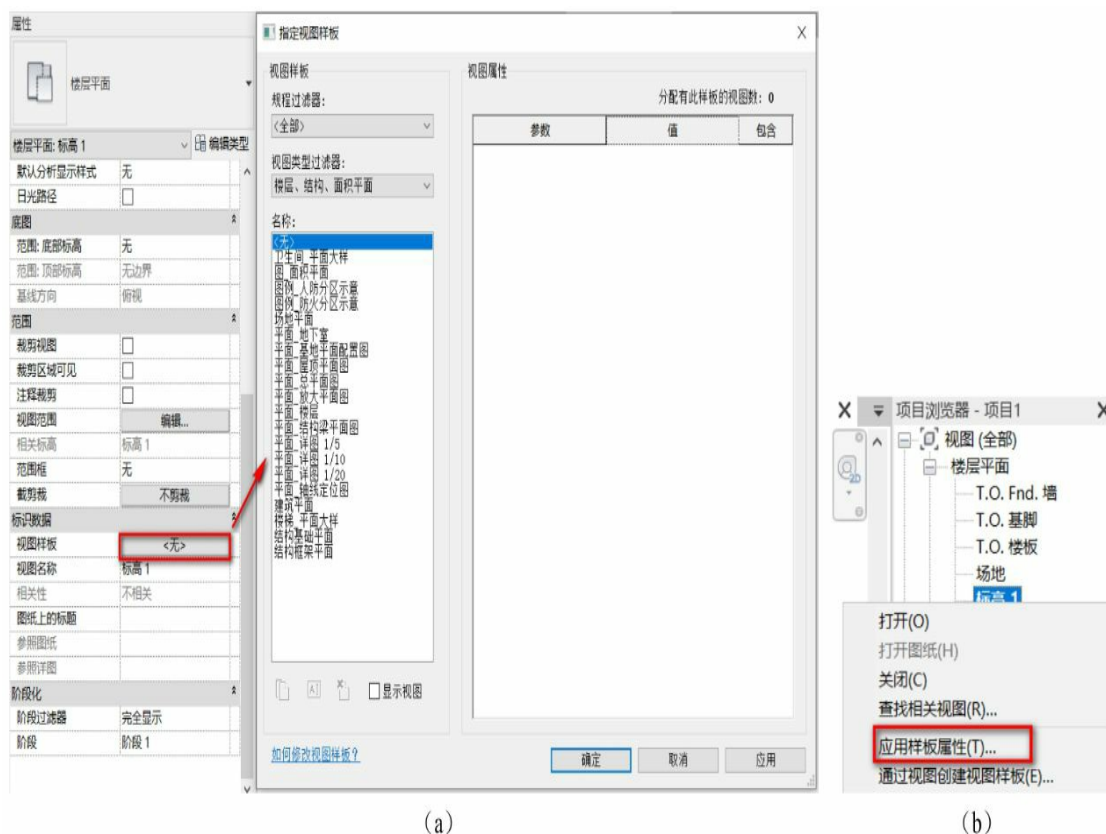 属性
楼层平面
楼层平面: 标高 1
编辑类型
默认分析显示样式 无
日光路径
底图
范围: 底部标高 无
范围: 顶部标高 无边界
基线方向 俯视
范围
裁剪视图
裁剪区域可见
注释裁剪
视图范围 编辑...
相关标高 标高 1
范围框 无
截剪裁 不剪裁
标识数据
视图样板 <无>
视图名称 标高 1
相关性 不相关
图纸上的标题
参照图纸
参照详图
阶段化
阶段过滤器 完全显示
阶段 阶段 1
指定视图样板 X
视图样板
规程过滤器:
<全部>
视图类型过滤器:
楼层、结构、面积平面
名称:
<无>
卫生间_平面大样
图_面积平面
图例_人防分区示意
图例_防火分区示意
场地平面
平面_地下室
平面_基地平面配置图
平面_屋顶平面图
平面_总平面图
平面_放大平面图
平面_楼层
平面_结构梁平面图
平面_详图 1/5
平面_详图 1/10
平面_详图 1/20
平面_轴线定位图
建筑平面
楼梯_平面大样
结构基础平面
结构框架平面
显示视图
如何修改视图样板?
视图属性
分配有此样板的视图数: 0
参数 值 包含
确定 取消 应用
(a)
X 项目浏览器 - 项目1 X
2D
视图 (全部)
楼层平面
T.O. Fnd. 墙
T.O. 基脚
T.O. 楼板
场地
标高 1
打开(O)
打开图纸(H)
关闭(C)
查找相关视图(R)...
应用样板属性(T)...
通过视图创建视图样板(E)...
(b)